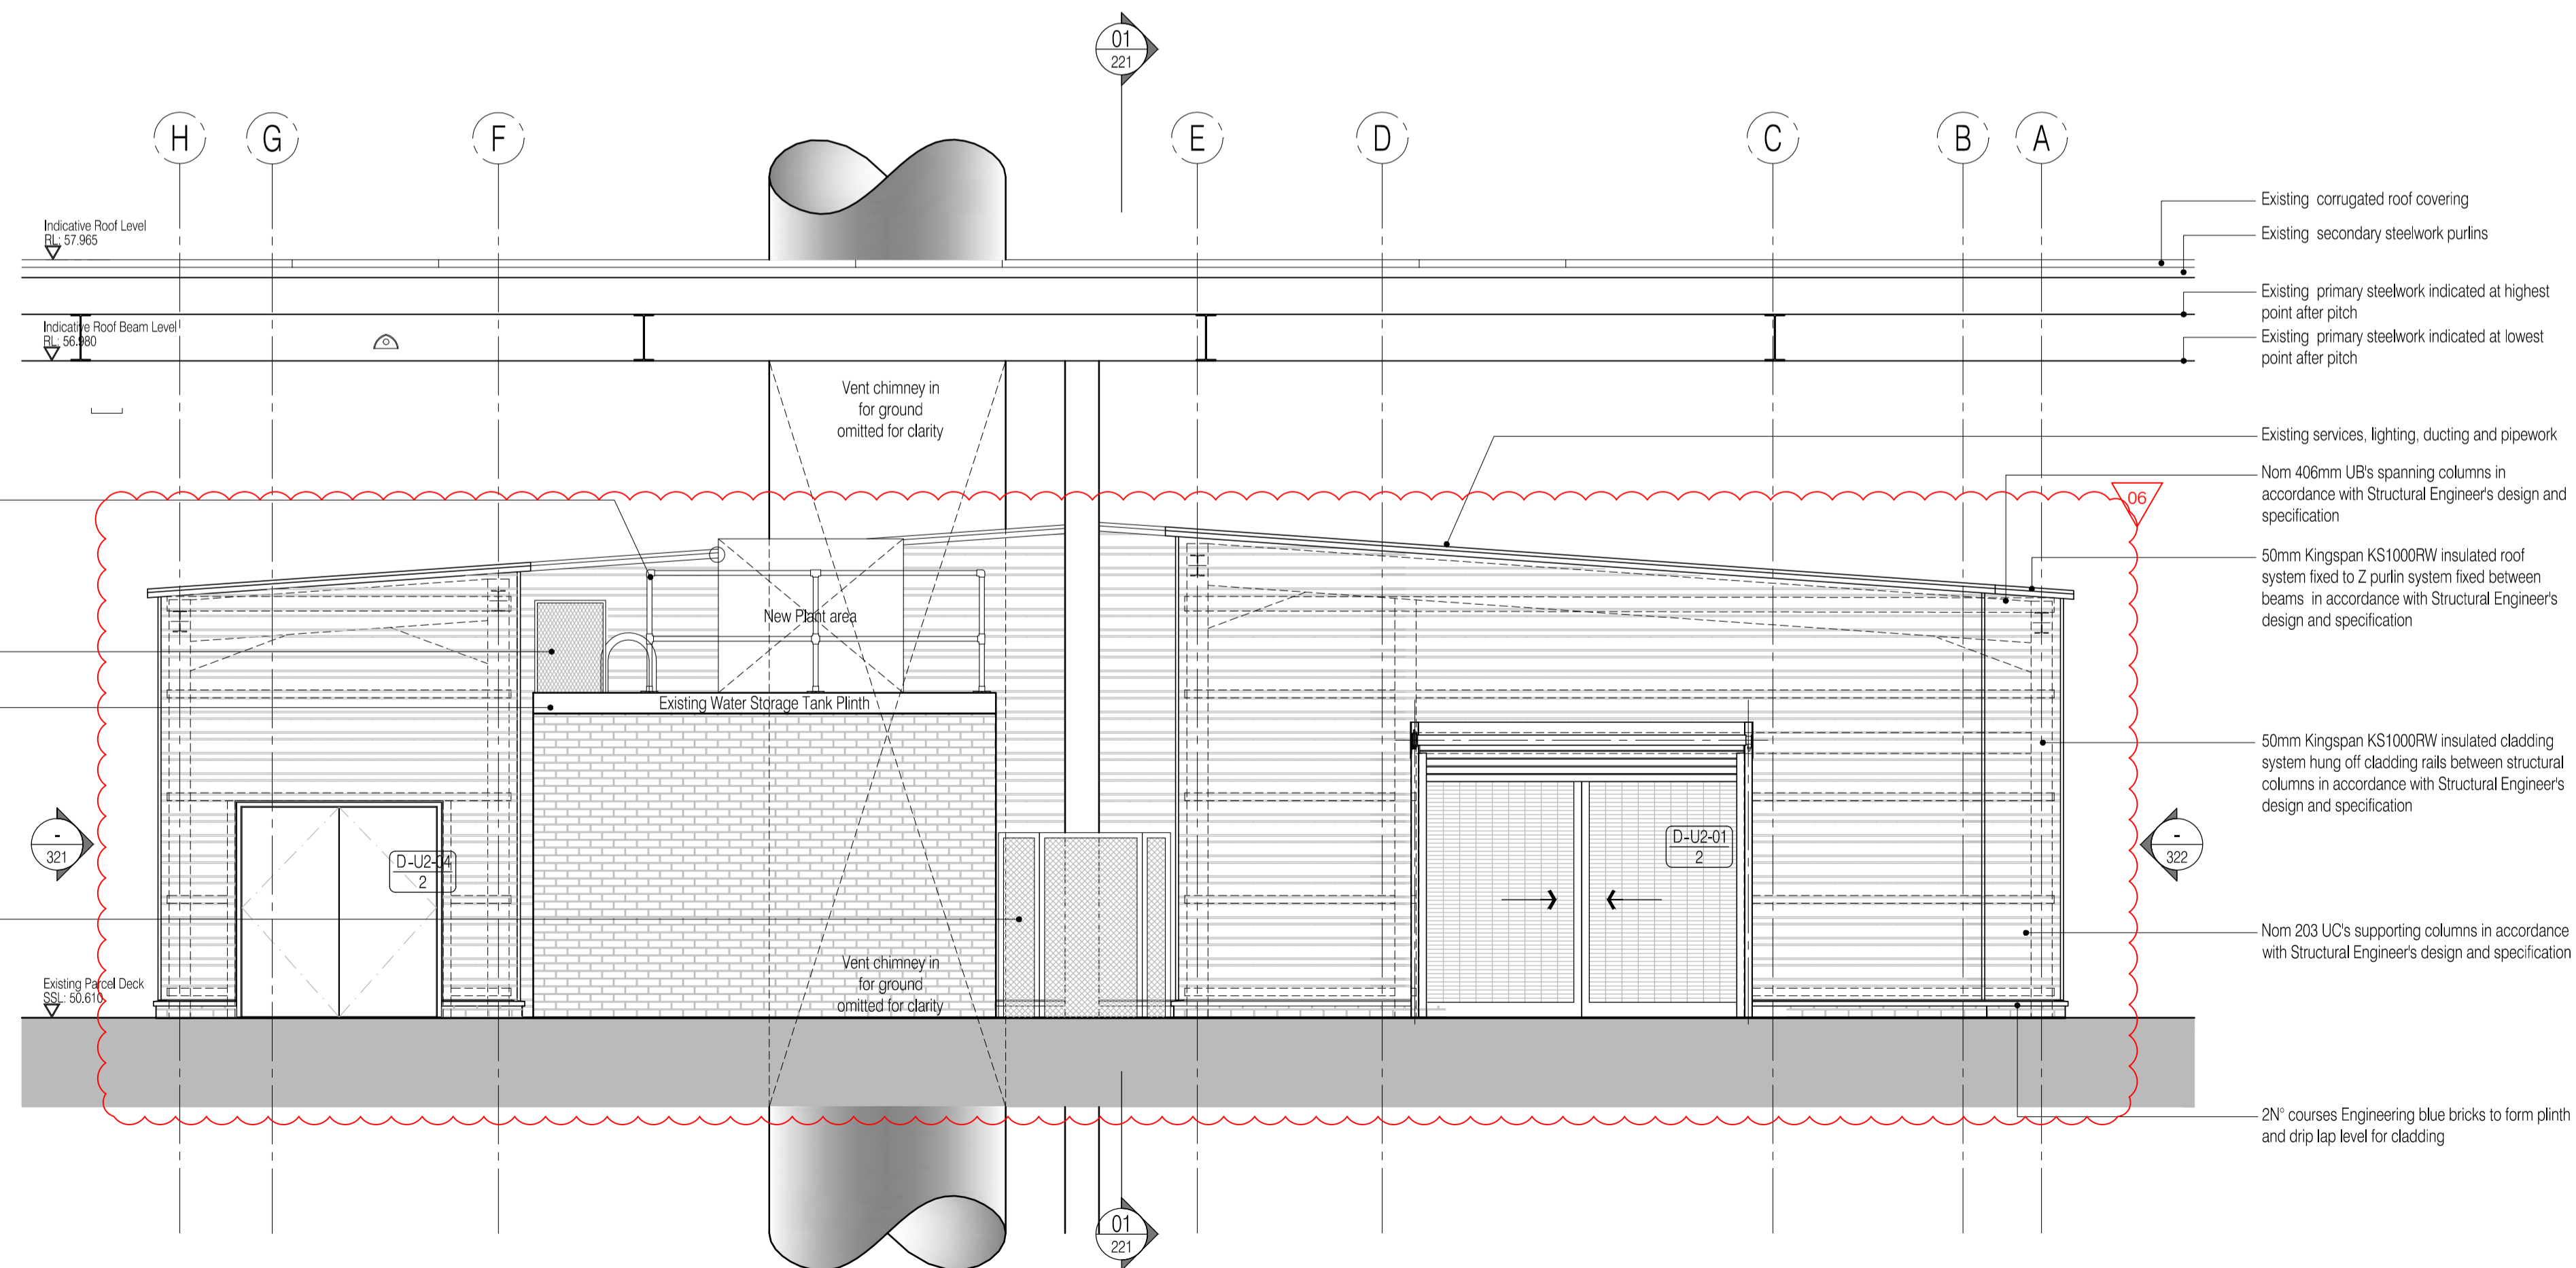 01
221
H
G
F
E
D
C
B
A
Indicative Roof Level
RL: 57.965
Indicative Roof Beam Level
RL: 56.980
Existing corrugated roof covering
Existing secondary steelwork purlins
Existing primary steelwork indicated at highest
point after pitch
Existing primary steelwork indicated at lowest
point after pitch
Vent chimney in
for ground
omitted for clarity
Existing services, lighting, ducting and pipework
Nom 406mm UB's spanning columns in
accordance with Structural Engineer's design and
specification
06
50mm Kingspan KS1000RW insulated roof
system fixed to Z purlin system fixed between
beams in accordance with Structural Engineer's
design and specification
New Plant area
Existing Water Storage Tank Plinth
50mm Kingspan KS1000RW insulated cladding
system hung off cladding rails between structural
columns in accordance with Structural Engineer's
design and specification
-
321
D-U2-04
2
D-U2-01
2
-
322
Nom 203 UC's supporting columns in accordance
with Structural Engineer's design and specification
Vent chimney in
for ground
omitted for clarity
Existing Parcel Deck
SSL: 50.610
2N° courses Engineering blue bricks to form plinth
and drip lap level for cladding
01
221